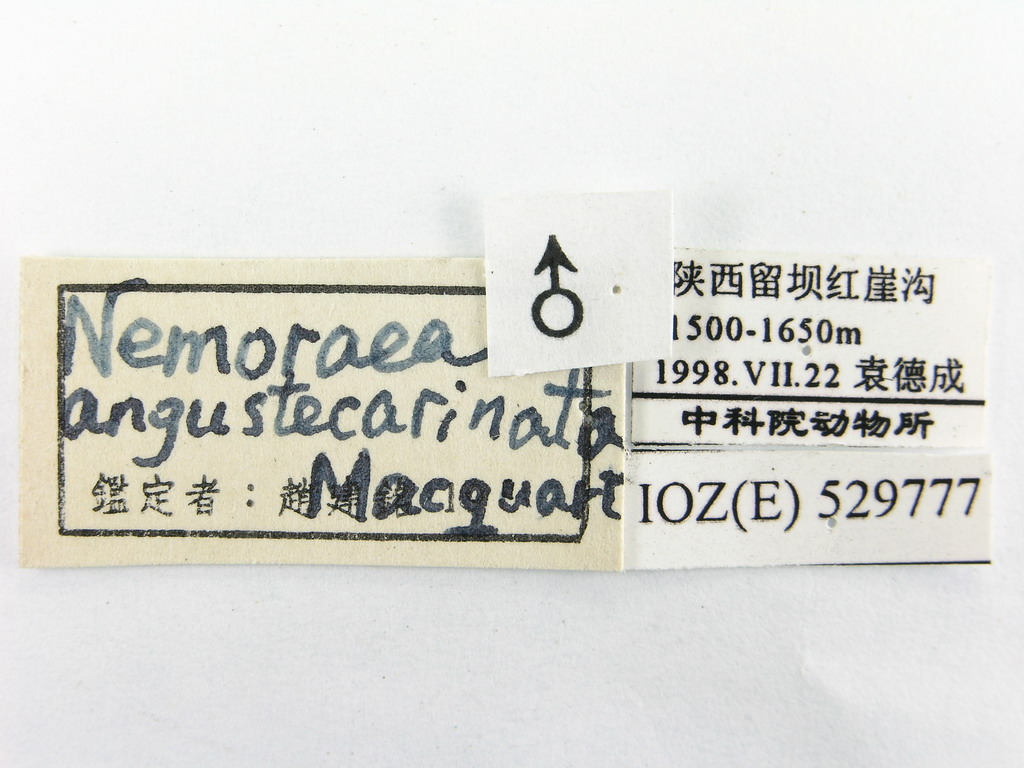 Nemoraea
angustecarinata
Macquart
鑑定者：趙建銘
♂
陕西留坝红崖沟
1500-1650m
1998.VII.22 袁德成
中科院动物所
IOZ(E) 529777